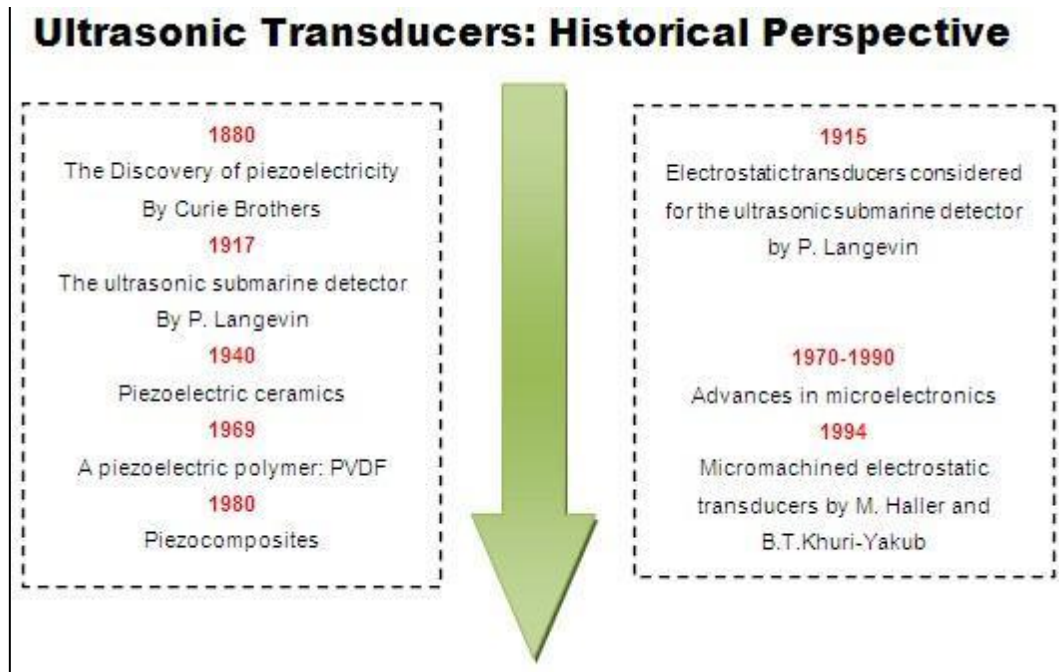 Ultrasonic Transducers: Historical Perspective
1880
The Discovery of piezoelectricity
By Curie Brothers
1917
The ultrasonic submarine detector
By P. Langevin
1940
Piezoelectric ceramics
1969
A piezoelectric polymer: PVDF
1980
Piezocomposites
1915
Electrostatic transducers considered
for the ultrasonic submarine detector
by P. Langevin
1970-1990
Advances in microelectronics
1994
Micromachined electrostatic
transducers by M. Haller and
B.T.Khuri-Yakub